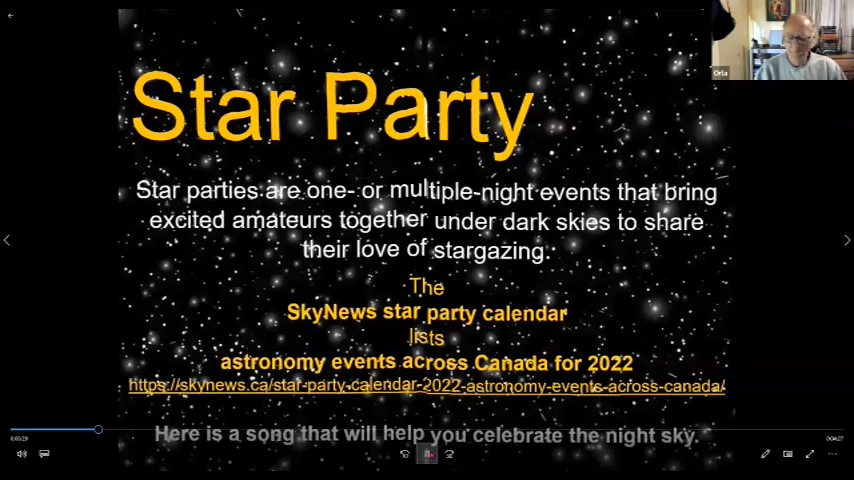 Orla
Star Party
Star parties are one- or multiple-night events that bring
excited amateurs together under dark skies to share
their love of stargazing.
The
SkyNews star party calendar
lists
astronomy events across Canada for 2022
https://skynews.ca/star-party-calendar-2022-astronomy-events-across-canada/
Here is a song that will help you celebrate the night sky.